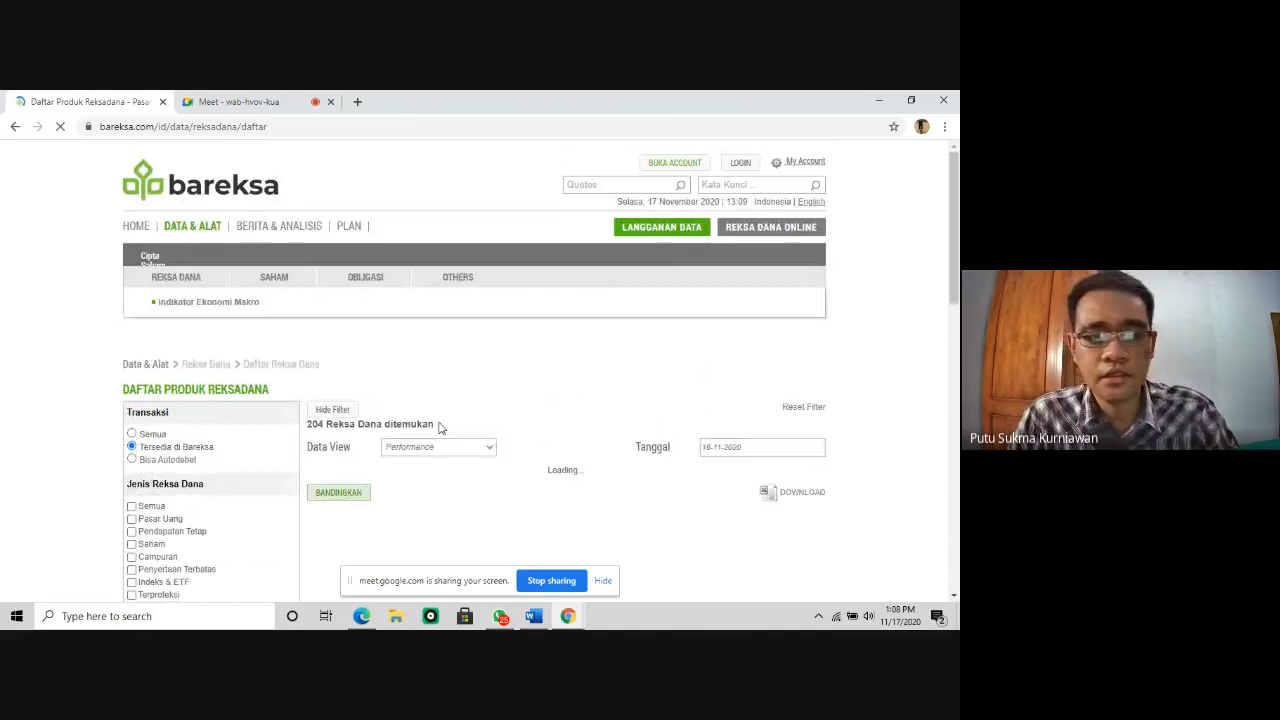 Daftar Produk Reksadana - Pasa
Meet - wab-hvov-kua
bareksa.com/id/data/reksadana/daftar
bareksa
BUKA ACCOUNT
LOGIN
My Account
Quotes
Kata Kunci ...
Selasa, 17 November 2020 | 13:09 Indonesia | English
HOME DATA & ALAT BERITA & ANALISIS PLAN
LANGGANAN DATA
REKSA DANA ONLINE
Cipta
Saham
REKSA DANA SAHAM OBLIGASI OTHERS
Indikator Ekonomi Makro
Data & Alat > Reksa Dana > Daftar Reksa Dana
DAFTAR PRODUK REKSADANA
Transaksi
Semua
Tersedia di Bareksa
Bisa Autodebet
Jenis Reksa Dana
Semua
Pasar Uang
Pendapatan Tetap
Saham
Campuran
Penyertaan Terbatas
Indeks & ETF
Terproteksi
Hide Filter
Reset Filter
204 Reksa Dana ditemukan
Data View
Performance
Tanggal
16-11-2020
Loading...
BANDINGKAN
DOWNLOAD
meet.google.com is sharing your screen.
Stop sharing
Hide
Type here to search
25
1:08 PM
11/17/2020
2
Putu Sukma Kurniawan